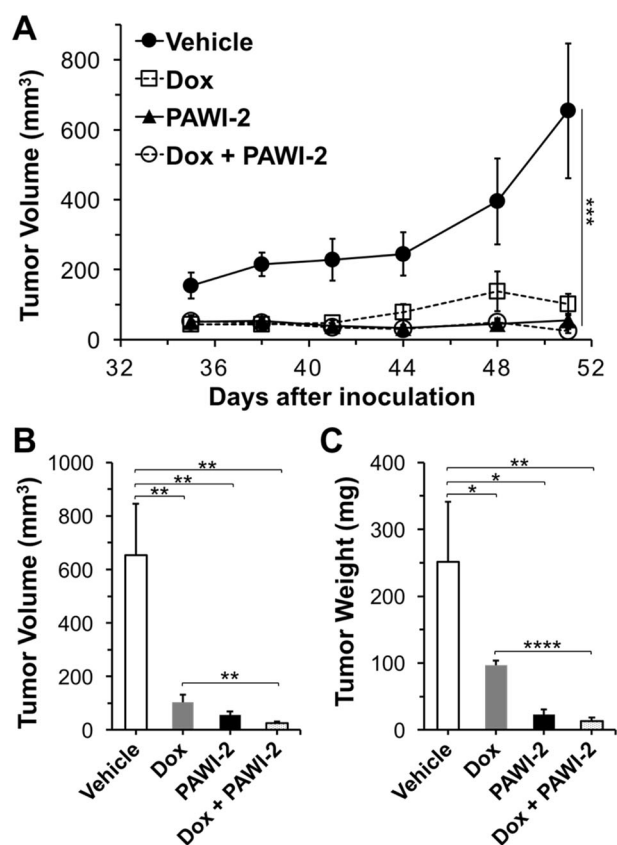 A
Tumor Volume (mm³)
800
600
400
200
0
Vehicle
Dox
PAWI-2
Dox + PAWI-2
***
32 36 40 44 48 52
Days after inoculation
B
Tumor Volume (mm³)
1000
800
600
400
200
0
**
**
**
**
Vehicle
Dox
PAWI-2
Dox + PAWI-2
C
Tumor Weight (mg)
400
300
200
100
0
**
*
*
****
Vehicle
Dox
PAWI-2
Dox + PAWI-2